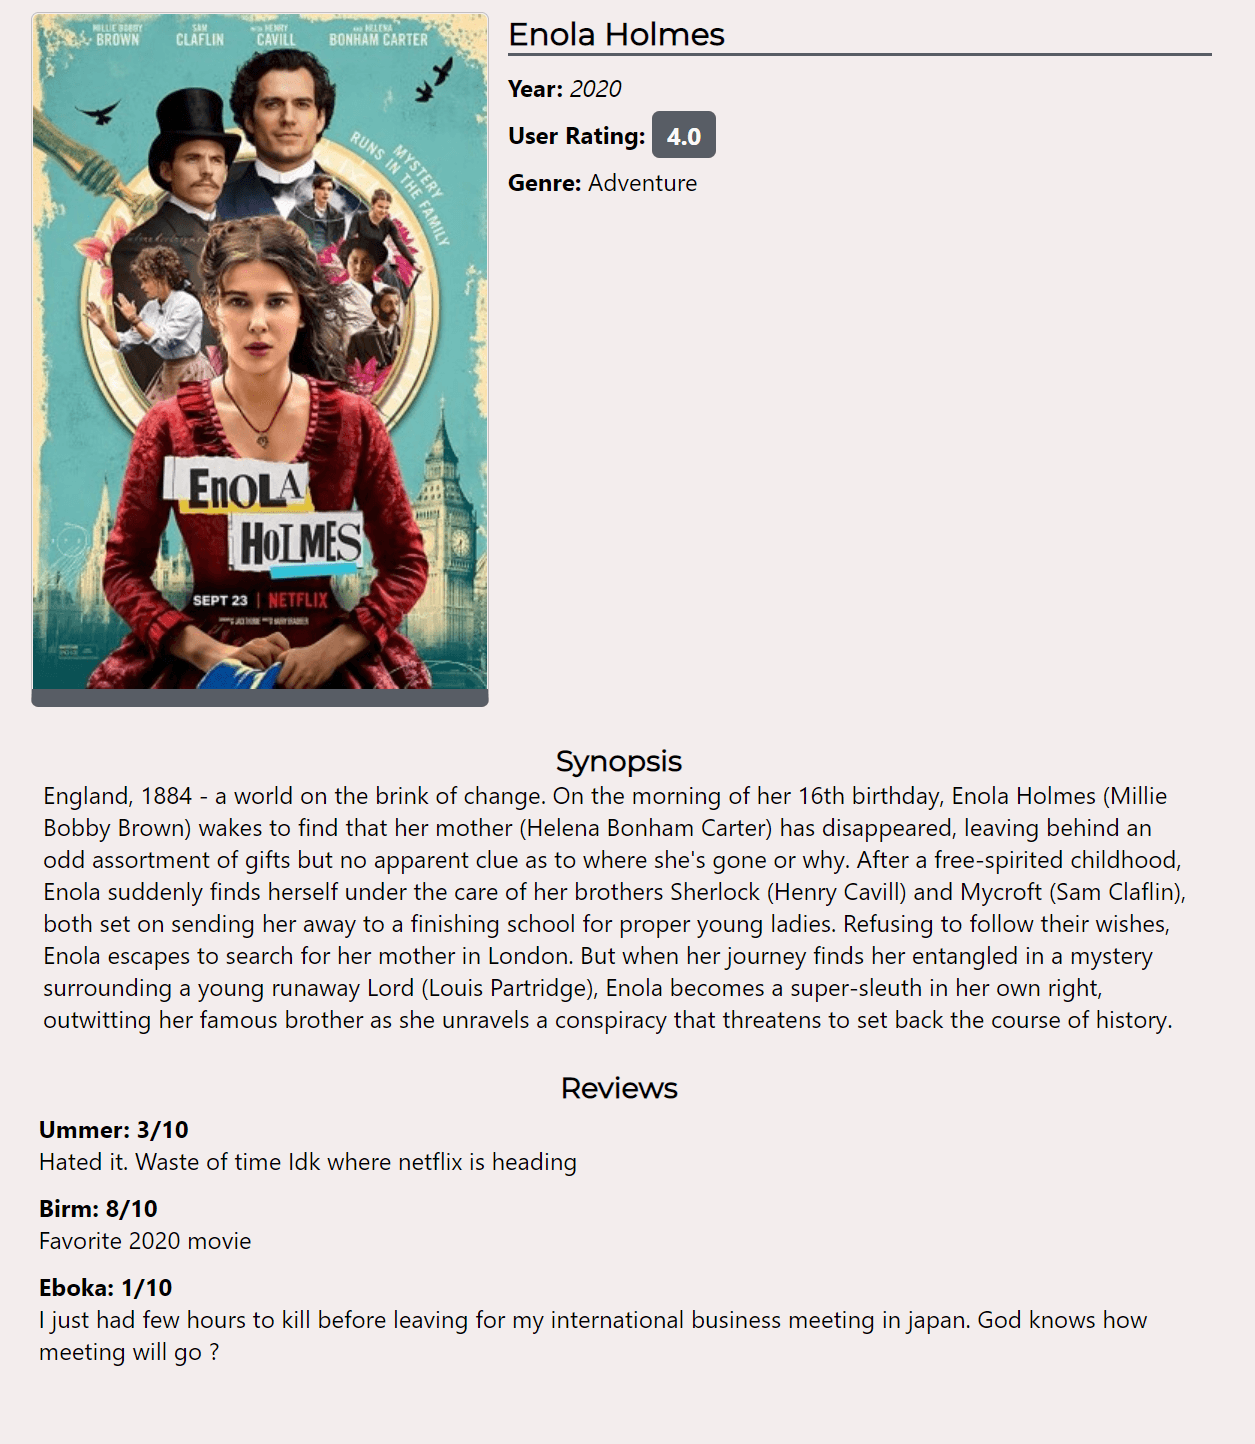 MILLIE BOBBY BROWN
SAM CLAFLIN
WITH HENRY CAVILL
AND HELENA BONHAM CARTER
MYSTERY
RUNS IN THE FAMILY
ENOLA
HOLMES
SEPT 23 | NETFLIX
Enola Holmes
Year: 2020
User Rating: 4.0
Genre: Adventure
Synopsis
England, 1884 - a world on the brink of change. On the morning of her 16th birthday, Enola Holmes (Millie
Bobby Brown) wakes to find that her mother (Helena Bonham Carter) has disappeared, leaving behind an
odd assortment of gifts but no apparent clue as to where she's gone or why. After a free-spirited childhood,
Enola suddenly finds herself under the care of her brothers Sherlock (Henry Cavill) and Mycroft (Sam Claflin),
both set on sending her away to a finishing school for proper young ladies. Refusing to follow their wishes,
Enola escapes to search for her mother in London. But when her journey finds her entangled in a mystery
surrounding a young runaway Lord (Louis Partridge), Enola becomes a super-sleuth in her own right,
outwitting her famous brother as she unravels a conspiracy that threatens to set back the course of history.
Reviews
Ummer: 3/10
Hated it. Waste of time Idk where netflix is heading
Birm: 8/10
Favorite 2020 movie
Eboka: 1/10
I just had few hours to kill before leaving for my international business meeting in japan. God knows how
meeting will go ?